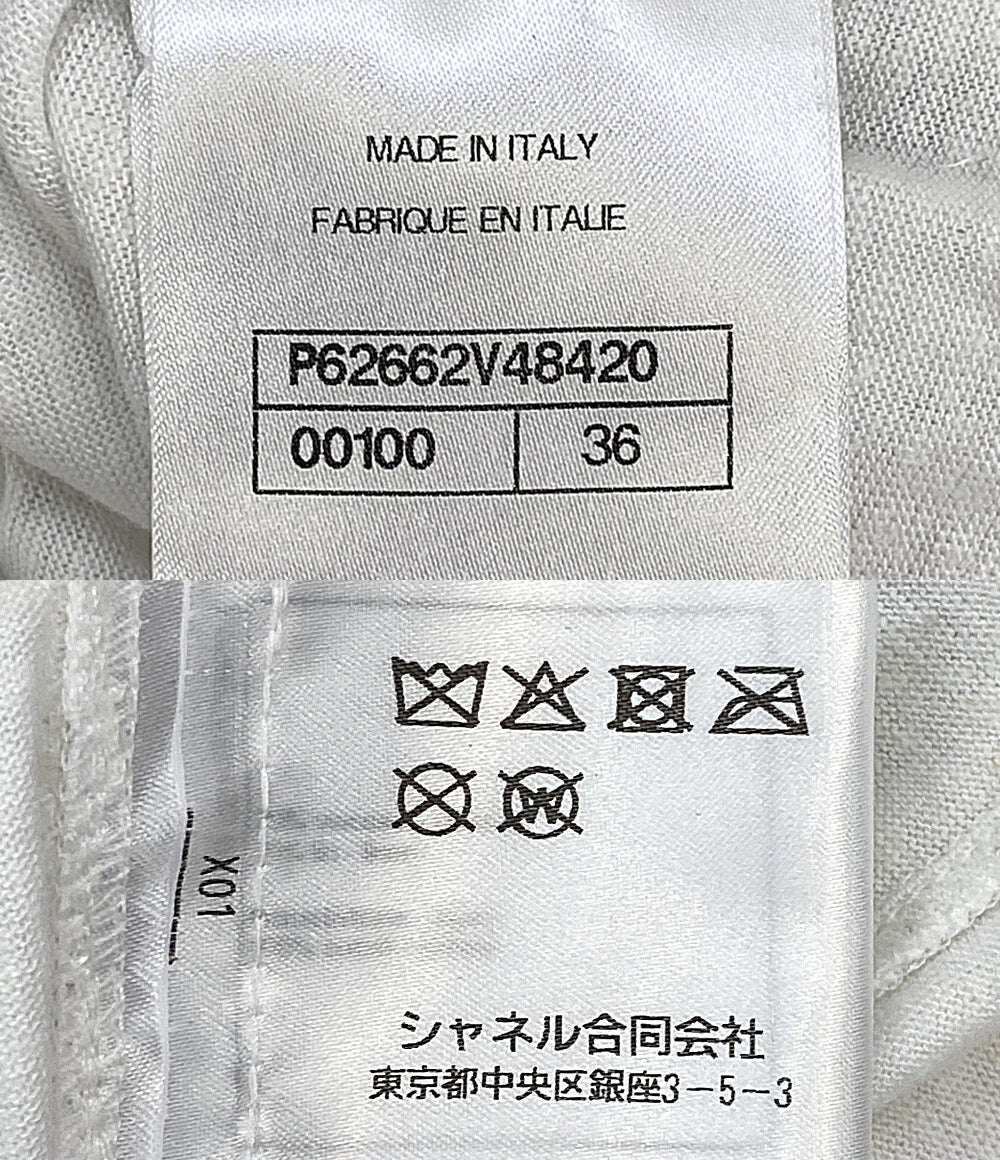 MADE IN ITALY
FABRIQUE EN ITALIE
P62662V48420
00100 36
W
X01
シャネル合同会社
東京都中央区銀座3-5-3